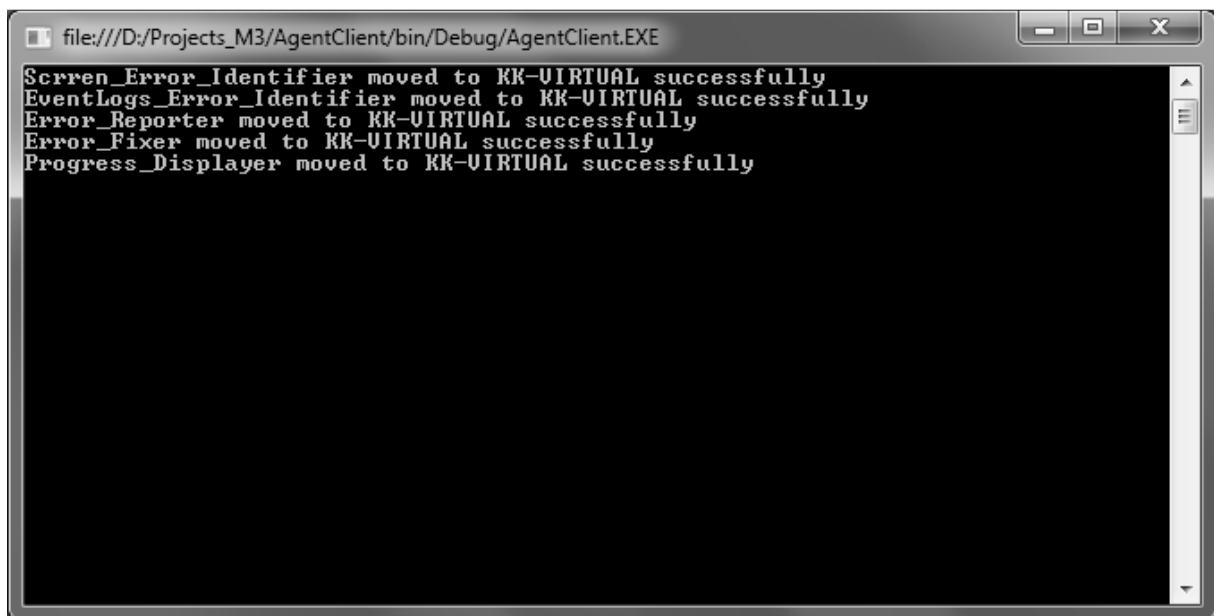 file:///D:/Projects_M3/AgentClient/bin/Debug/AgentClient.EXE
Scrren_Error_Identifier moved to KK-VIRTUAL successfully
EventLogs_Error_Identifier moved to KK-VIRTUAL successfully
Error_Reporter moved to KK-VIRTUAL successfully
Error_Fixer moved to KK-VIRTUAL successfully
Progress_Displayer moved to KK-VIRTUAL successfully